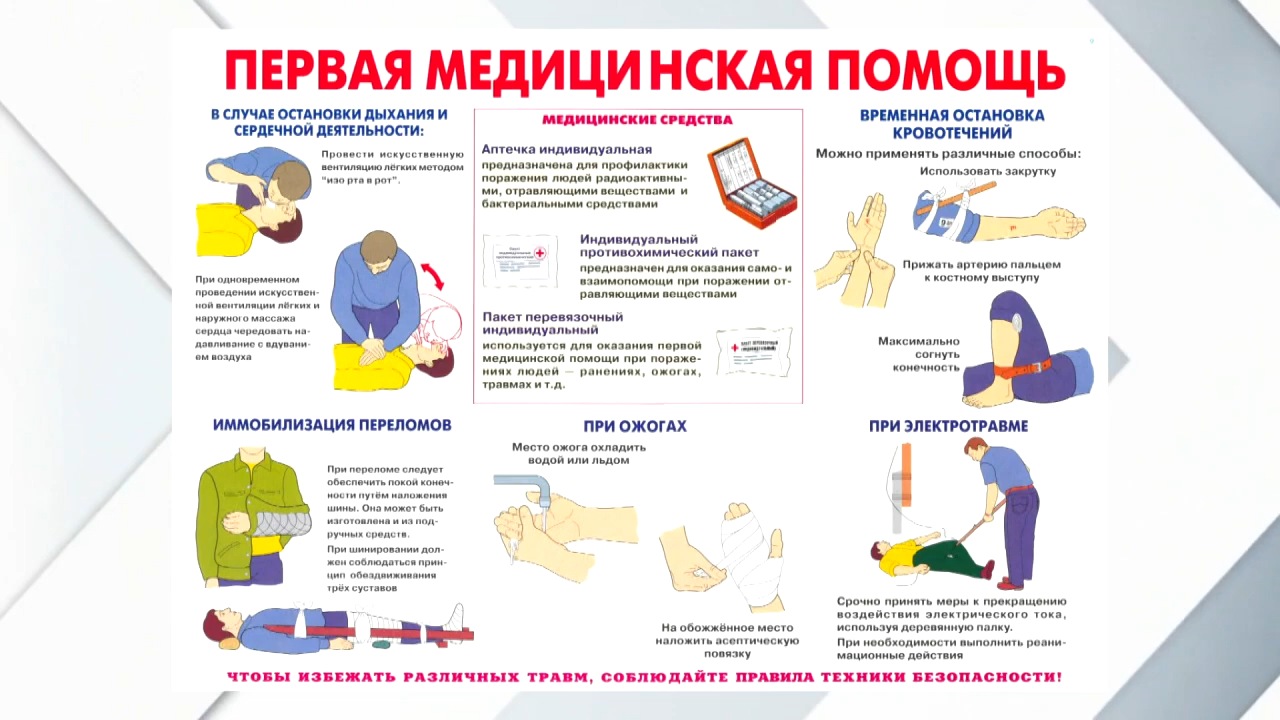 ПЕРВАЯ МЕДИЦИНСКАЯ ПОМОЩЬ
В СЛУЧАЕ ОСТАНОВКИ ДЫХАНИЯ И
СЕРДЕЧНОЙ ДЕЯТЕЛЬНОСТИ:
Провести искусственную
вентиляцию лёгких методом
"изо рта в рот".
При одновременном
проведении искусствен-
ной вентиляции лёгких и
наружного массажа
сердца чередовать на-
давливание с вдувани-
ем воздуха
МЕДИЦИНСКИЕ СРЕДСТВА
Аптечка индивидуальная
предназначена для профилактики
поражения людей радиоактивны-
ми, отравляющими веществами и
бактериальными средствами
Индивидуальный
противохимический пакет
предназначен для оказания само- и
взаимопомощи при поражении от-
равляющими веществами
Пакет перевязочный
индивидуальный
используется для оказания первой
медицинской помощи при пораже-
ниях людей – ранениях, ожогах,
травмах и т.д.
ВРЕМЕННАЯ ОСТАНОВКА
КРОВОТЕЧЕНИЙ
Можно применять различные способы:
Использовать закрутку
Прижать артерию пальцем
к костному выступу
Максимально
согнуть
конечность
ИММОБИЛИЗАЦИЯ ПЕРЕЛОМОВ
При переломе следует
обеспечить покой конеч-
ности путём наложения
шины. Она может быть
изготовлена и из под-
ручных средств.
При шинировании дол-
жен соблюдаться прин-
цип обездвиживания
трёх суставов
ПРИ ОЖОГАХ
Место ожога охладить
водой или льдом
На обожжённое место
наложить асептическую
повязку
ПРИ ЭЛЕКТРОТРАВМЕ
Срочно принять меры к прекращению
воздействия электрического тока,
используя деревянную палку.
При необходимости выполнить реани-
мационные действия
ЧТОБЫ ИЗБЕЖАТЬ РАЗЛИЧНЫХ ТРАВМ, СОБЛЮДАЙТЕ ПРАВИЛА ТЕХНИКИ БЕЗОПАСНОСТИ!